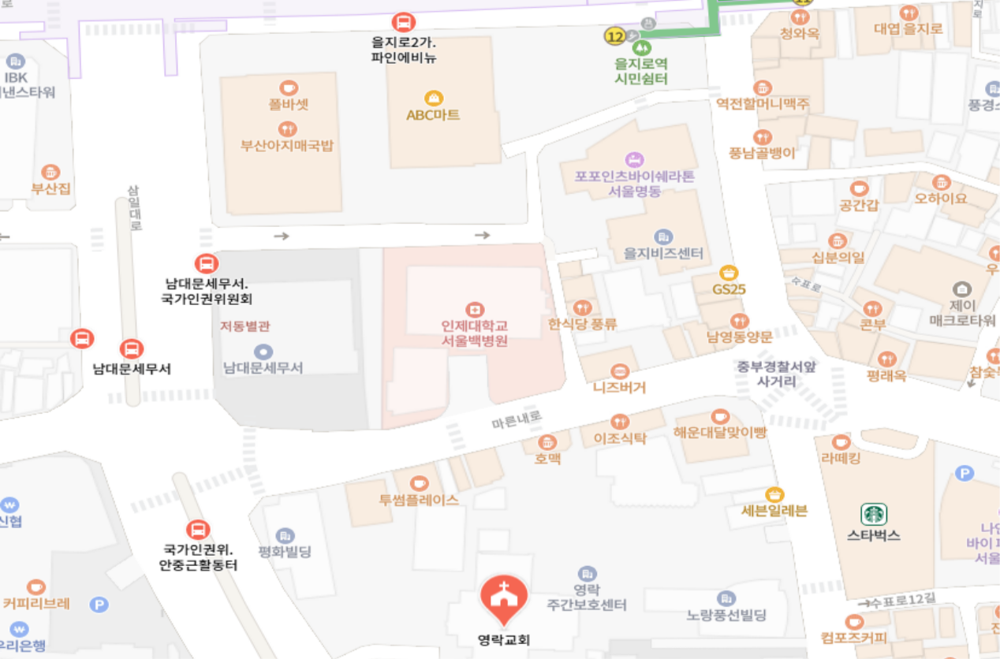 로
11
지로
을지로2가.
파인에비뉴
12
을지로역
시민쉼터
청와옥
대엽 을지로
IBK
낸스타워
폴바셋
부산아지매국밥
ABC마트
역전할머니맥주
풍경스
풍남골뱅이
부산집
삼일대로
포포인츠바이쉐라톤
서울명동
공간갑
오하이요
을지비즈센터
십분의일
우
남대문세무서.
국가인권위원회
GS25
수표로
제이
매크로타워
저동별관
인제대학교
서울백병원
한식당 풍류
남영동양문
콘부
남대문세무서
남대문세무서
중부경찰서앞
사거리
평래옥
참숯
니즈버거
마른내로
이조식탁
해운대달맞이빵
호맥
라떼킹
P
투썸플레이스
세븐일레븐
신협
스타벅스
나인
바이 파
서울
국가인권위.
안중근활동터
평화빌딩
영락
주간보호센터
커피리브레
P
노랑풍선빌딩
수표로12길
영락교회
우리은행
컴포즈커피
진